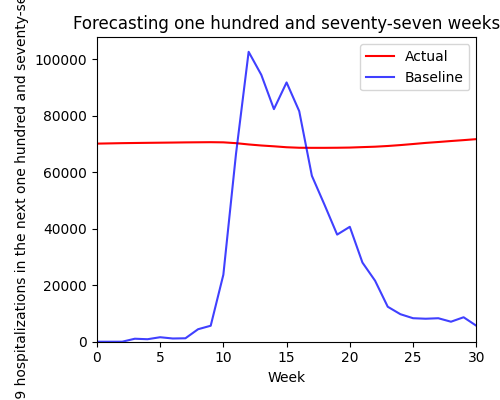 Forecasting one hundred and seventy-seven weeks
9 hospitalizations in the next one hundred and seventy-se
100000
80000
60000
40000
20000
0
Actual
Baseline
0 5 10 15 20 25 30
Week